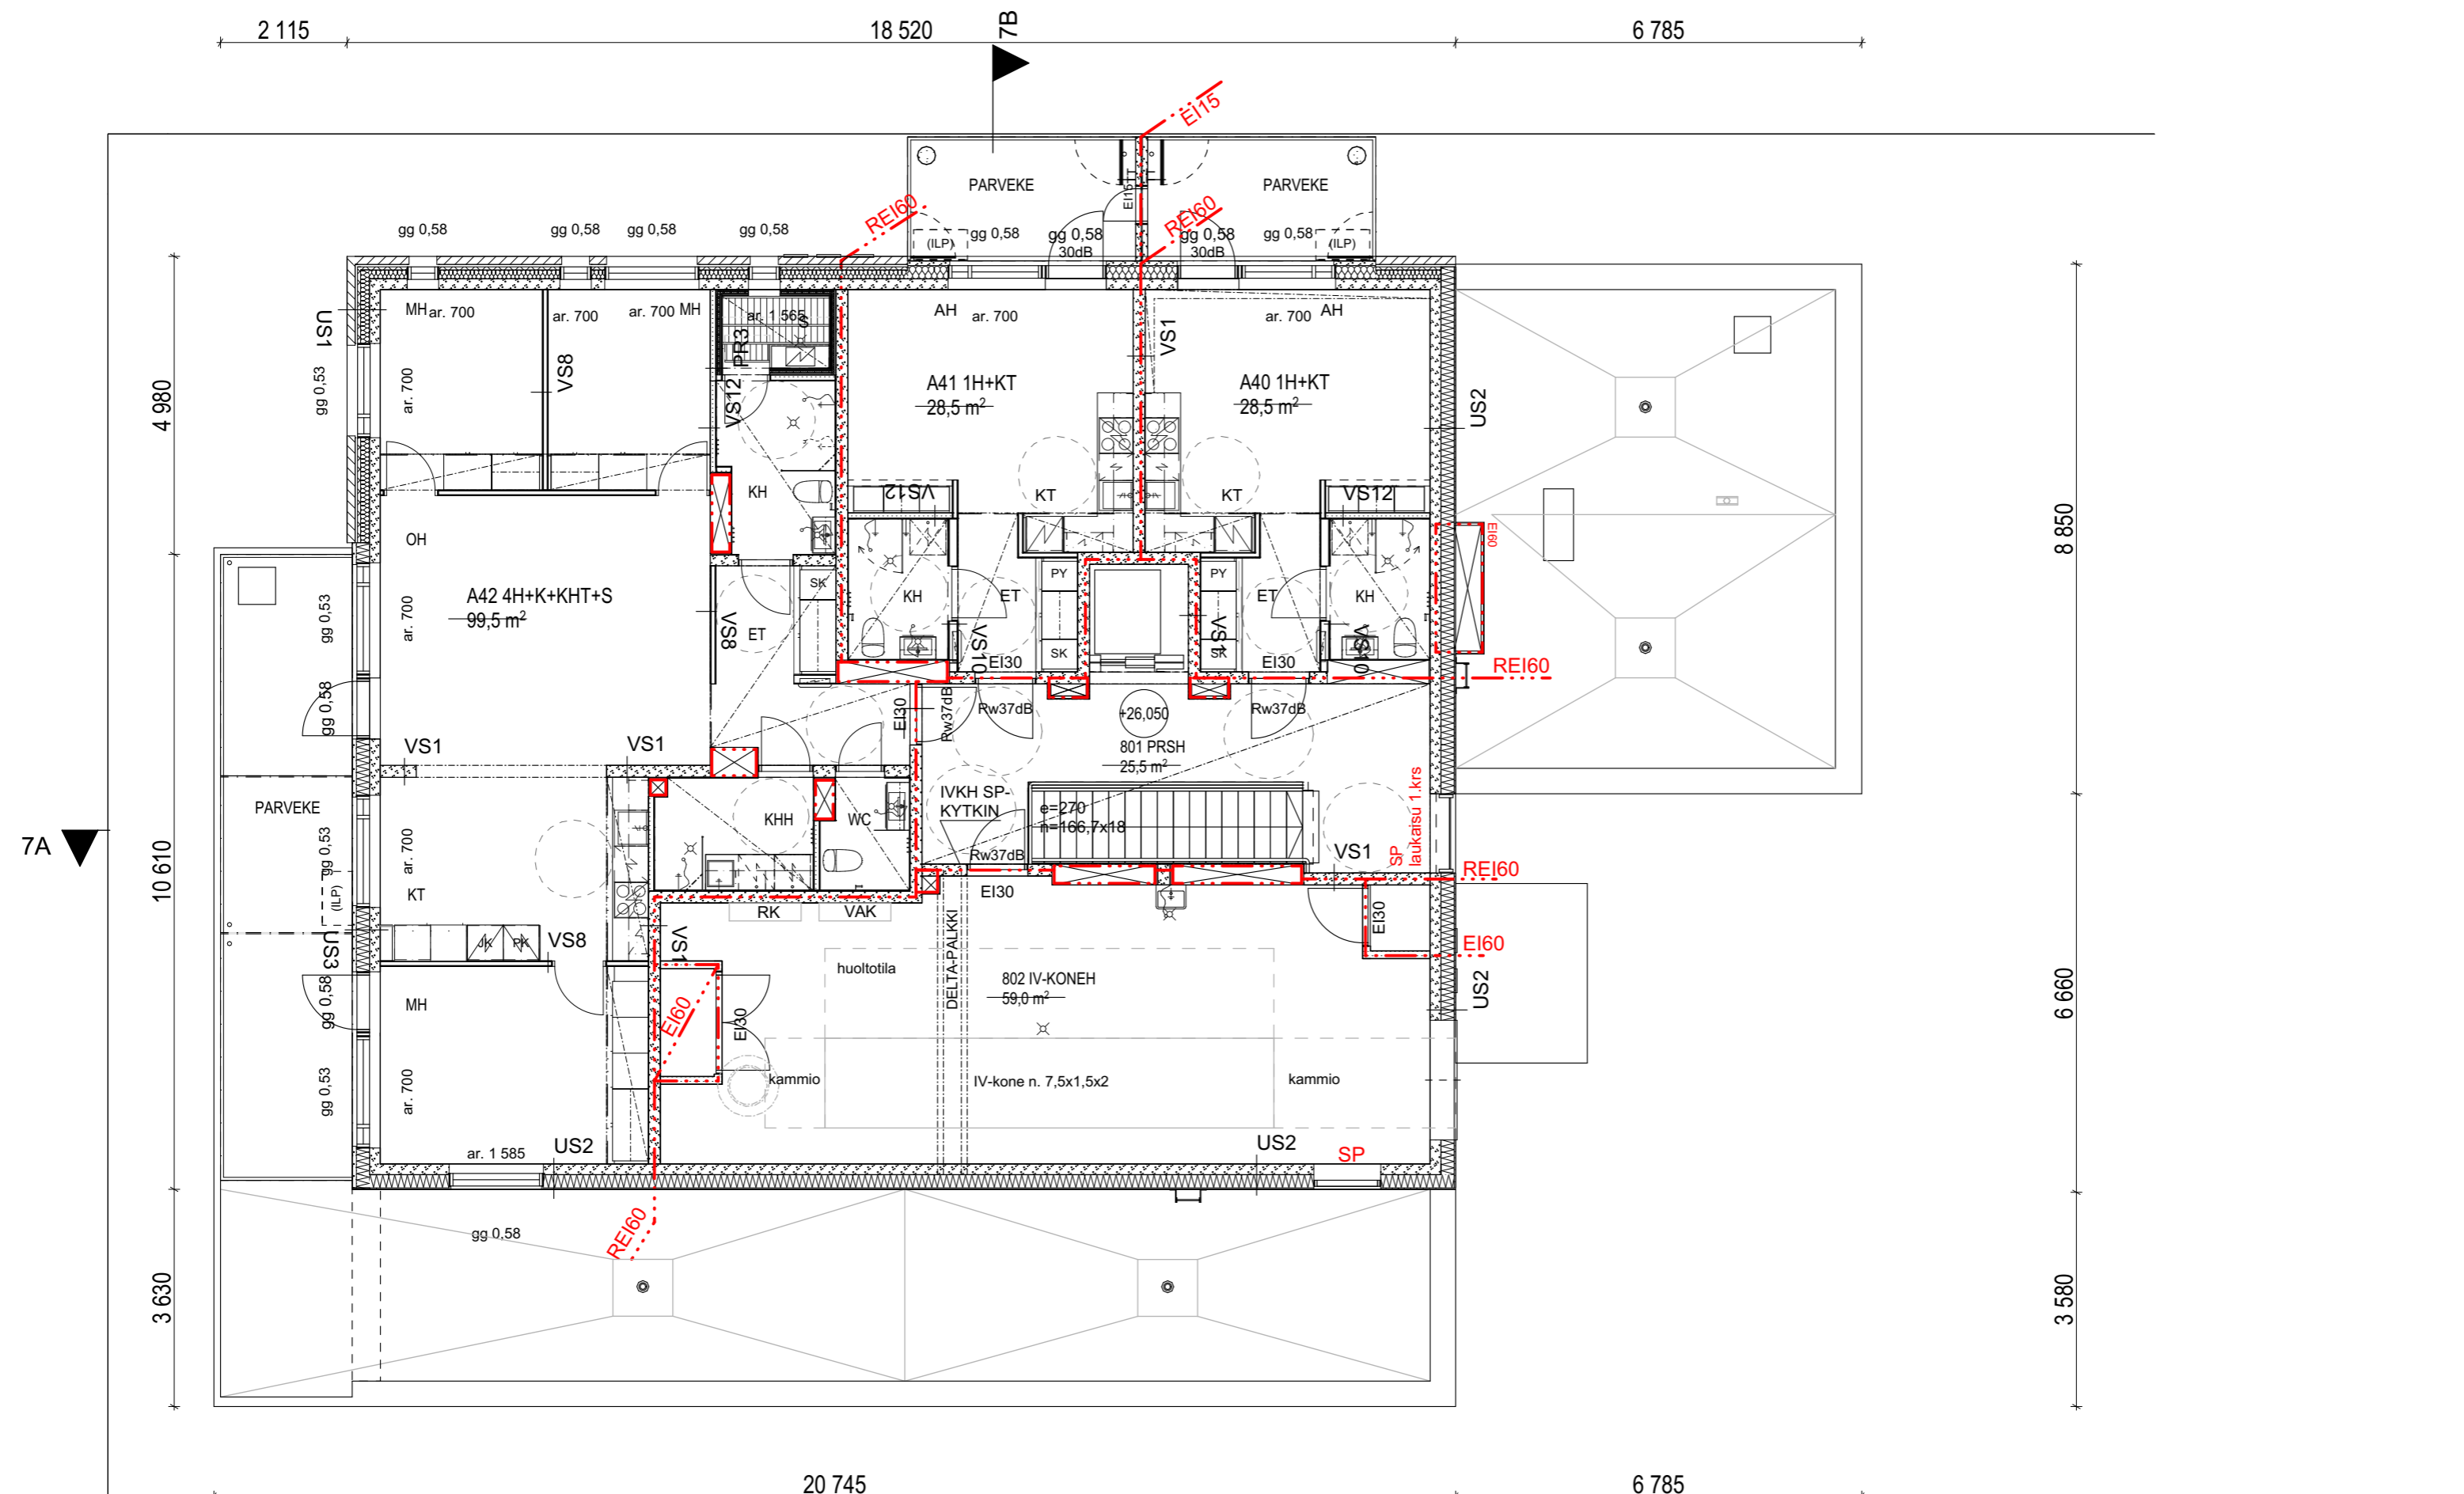 2 115
18 520
7B
6 785
EI15
PARVEKE
EI15
PARVEKE
REI60
REI60
gg 0,58
gg 0,58
gg 0,58
gg 0,58
(ILP)
gg 0,58
gg 0,58
30dB
gg 0,58
30dB
gg 0,58
(ILP)
US1
MH
ar. 700
ar. 700
ar. 700
MH
ar. 1 565
S
PR3
AH
ar. 700
ar. 700
AH
VS1
4 980
gg 0,53
ar. 700
VS8
VS12
A41 1H+KT
28,5 m²
A40 1H+KT
28,5 m²
US2
KH
VS12
KT
KT
VS12
8 850
EI60
OH
A42 4H+K+KHT+S
99,5 m²
gg 0,53
ar. 700
VS8
ET
SK
KH
ET
PY
PY
ET
KH
VS10
SK
VS1
SK
VS10
EI30
EI30
REI60
gg 0,58
EI30
Rw37dB
Rw37dB
+26,050
Rw37dB
VS1
VS1
801 PRSH
25,5 m²
PARVEKE
IVKH SP-
KYTKIN
e=270
n=166,7x18
KHH
WC
SP
laukaisu 1.krs
7A
10 610
gg 0,53
ar. 700
Rw37dB
VS1
REI60
(ILP)
KT
EI30
RK
VAK
EI30
US3
JK
PK
VS8
VS1
DELTA-PALKKI
EI60
huoltotila
802 IV-KONEH
59,0 m²
US2
6 660
gg 0,58
MH
EI60
EI30
gg 0,53
ar. 700
kammio
IV-kone n. 7,5x1,5x2
kammio
ar. 1 585
US2
US2
SP
gg 0,58
REI60
3 630
3 580
20 745
6 785